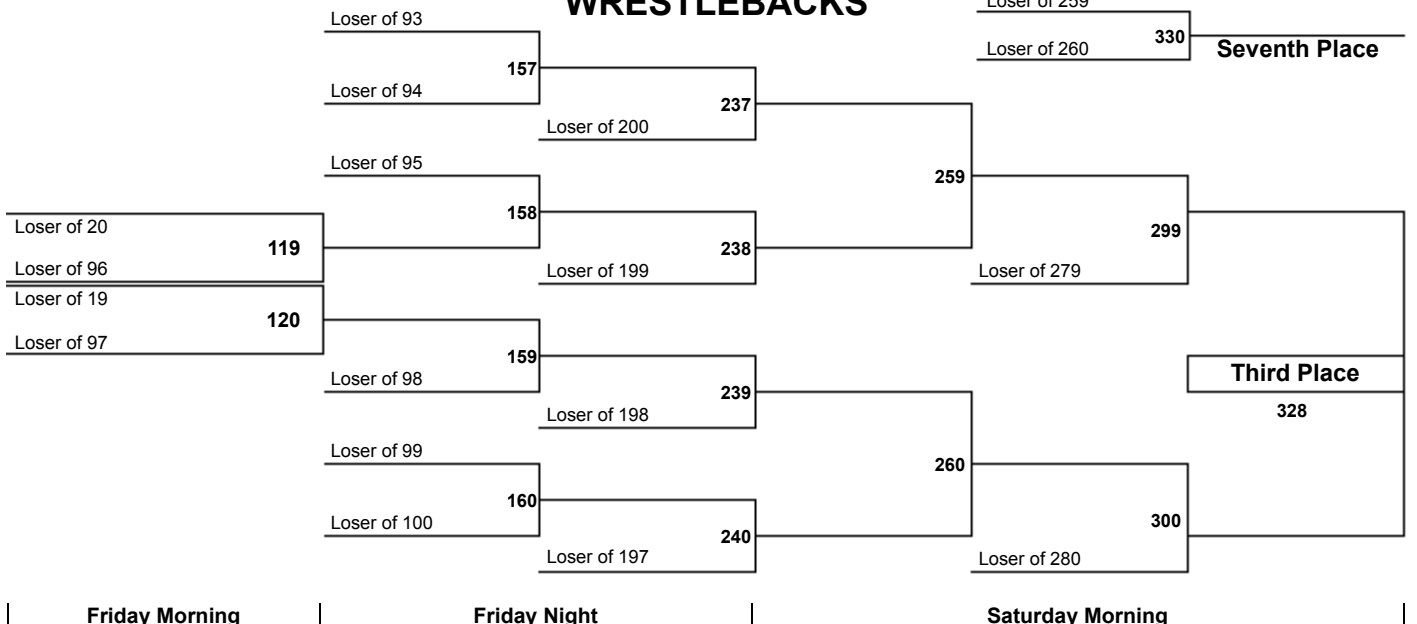 WRESTLEBACKS
Loser of 259
330
Loser of 260
Seventh Place
Loser of 93
157
Loser of 94
237
Loser of 200
Loser of 95
259
158
Loser of 20
119
Loser of 96
238
299
Loser of 199
Loser of 279
Loser of 19
120
Loser of 97
159
Loser of 98
239
Loser of 198
Third Place
328
Loser of 99
260
160
Loser of 100
240
300
Loser of 197
Loser of 280
Friday Morning
Friday Night
Saturday Morning